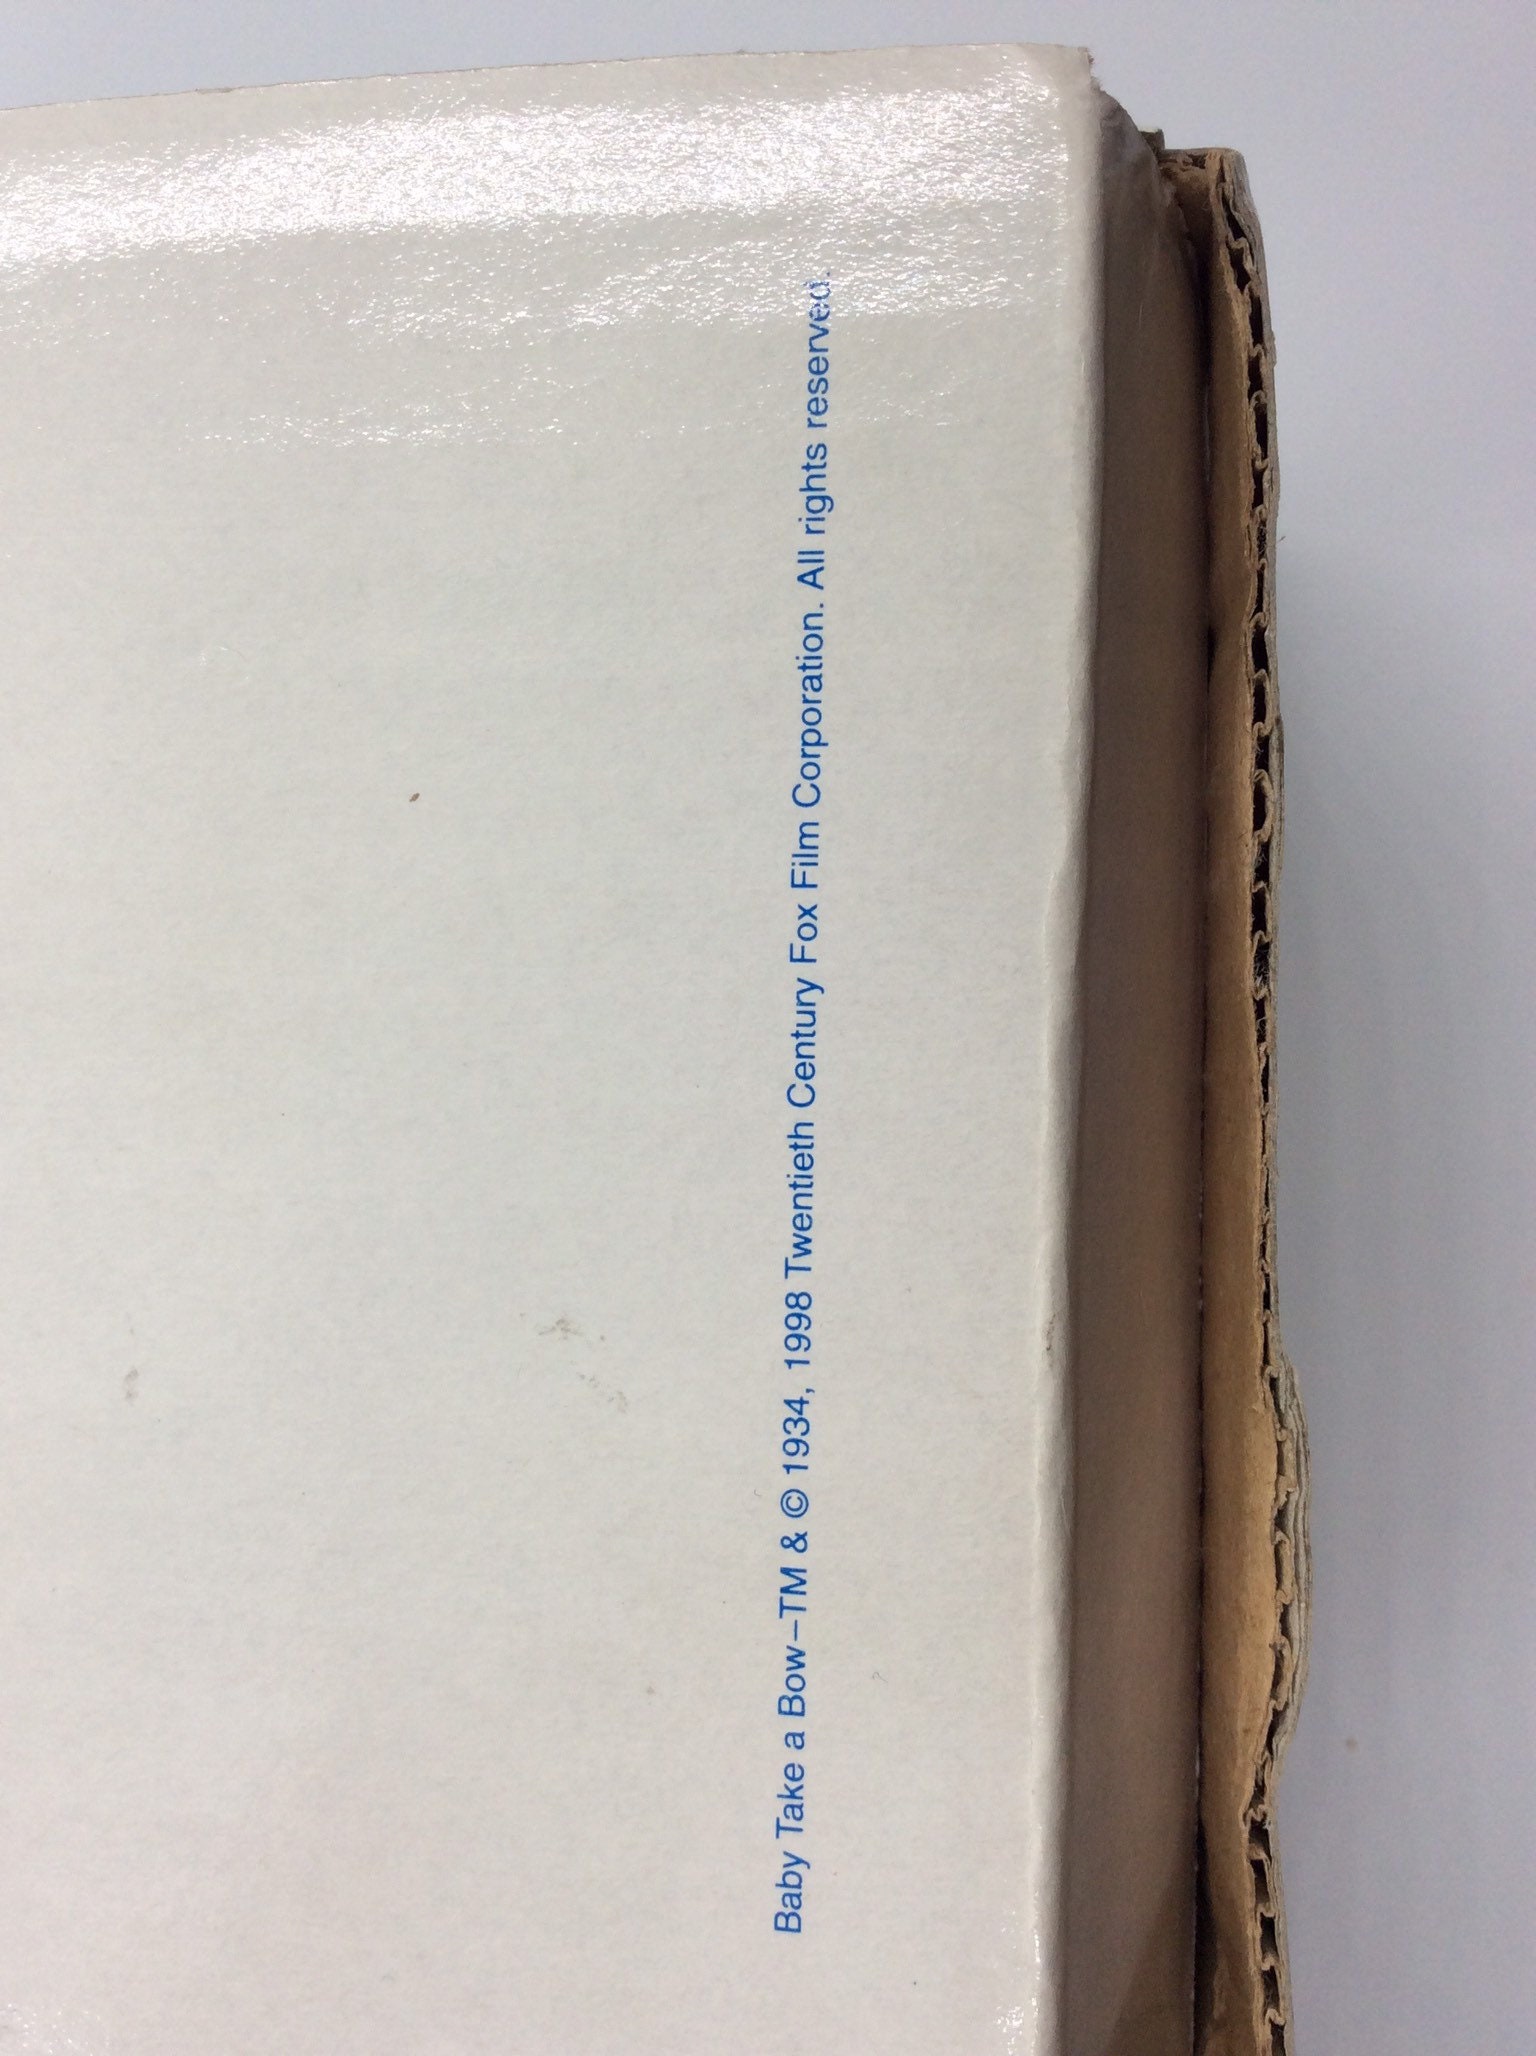 Baby Take a Bow–TM & © 1934, 1998 Twentieth Century Fox Film Corporation. All rights reserved.